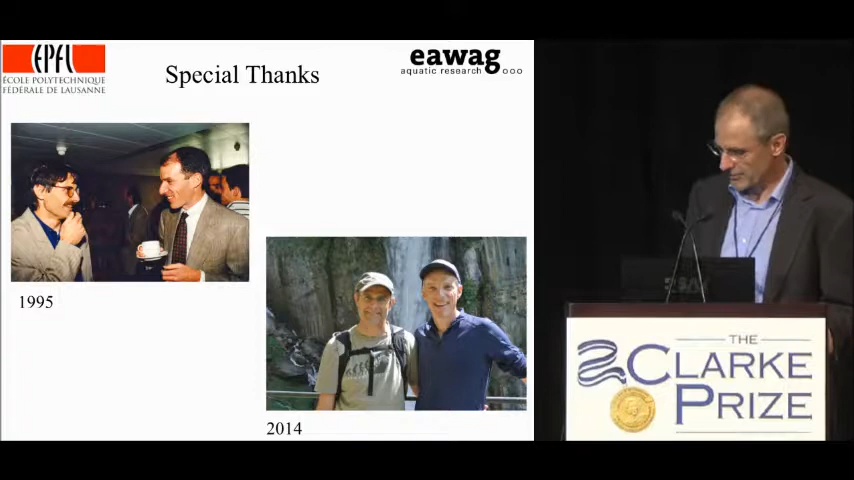 EPFL
ÉCOLE POLYTECHNIQUE
FÉDÉRALE DE LAUSANNE
Special Thanks
eawag
aquatic research
1995
2014
THE
CLARKE
PRIZE